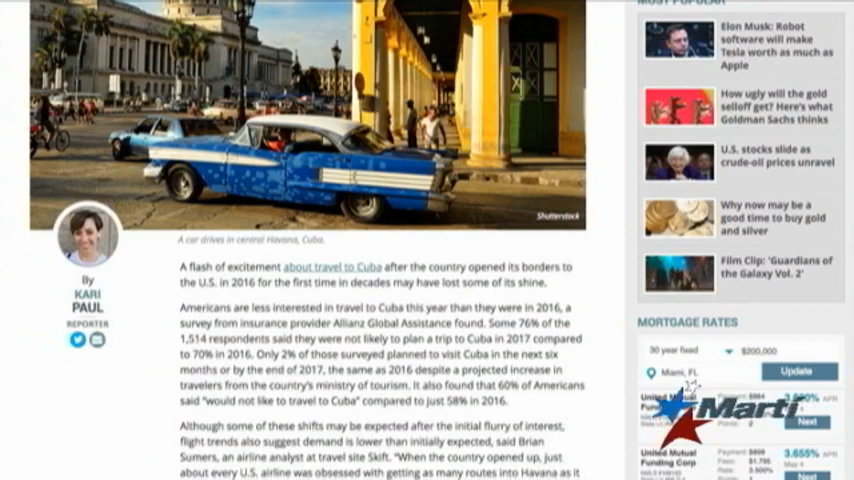 Shutterstock
A car drives in central Havana, Cuba.
By
KARI
PAUL
REPORTER
A flash of excitement about travel to Cuba after the country opened its borders to
the U.S. in 2016 for the first time in decades may have lost some of its shine.
Americans are less interested in travel to Cuba this year than they were in 2016, a
survey from insurance provider Allianz Global Assistance found. Some 76% of the
1,514 respondents said they were not likely to plan a trip to Cuba in 2017 compared
to 70% in 2016. Only 2% of those surveyed planned to visit Cuba in the next six
months or by the end of 2017, the same as 2016 despite a projected increase in
travelers from the country's ministry of tourism. It also found that 60% of Americans
said "would not like to travel to Cuba" compared to just 58% in 2016.
Although some of these shifts may be expected after the initial flurry of interest,
flight trends also suggest demand is lower than initially expected, said Brian
Sumers, an airline analyst at travel site Skift. "When the country opened up, just
about every U.S. airline was obsessed with getting as many routes into Havana as it
MOST POPULAR
Elon Musk: Robot
software will make
Tesla worth as much as
Apple
How ugly will the gold
selloff get? Here's what
Goldman Sachs thinks
U.S. stocks slide as
crude-oil prices unravel
Why now may be a
good time to buy gold
and silver
Film Clip: 'Guardians of
the Galaxy Vol. 2'
MORTGAGE RATES
30 year fixed
$200,000
Miami, FL
Update
United Mutual
APR
Next
Martí
United Mutual
Funding Corp
3.655% APR
Next